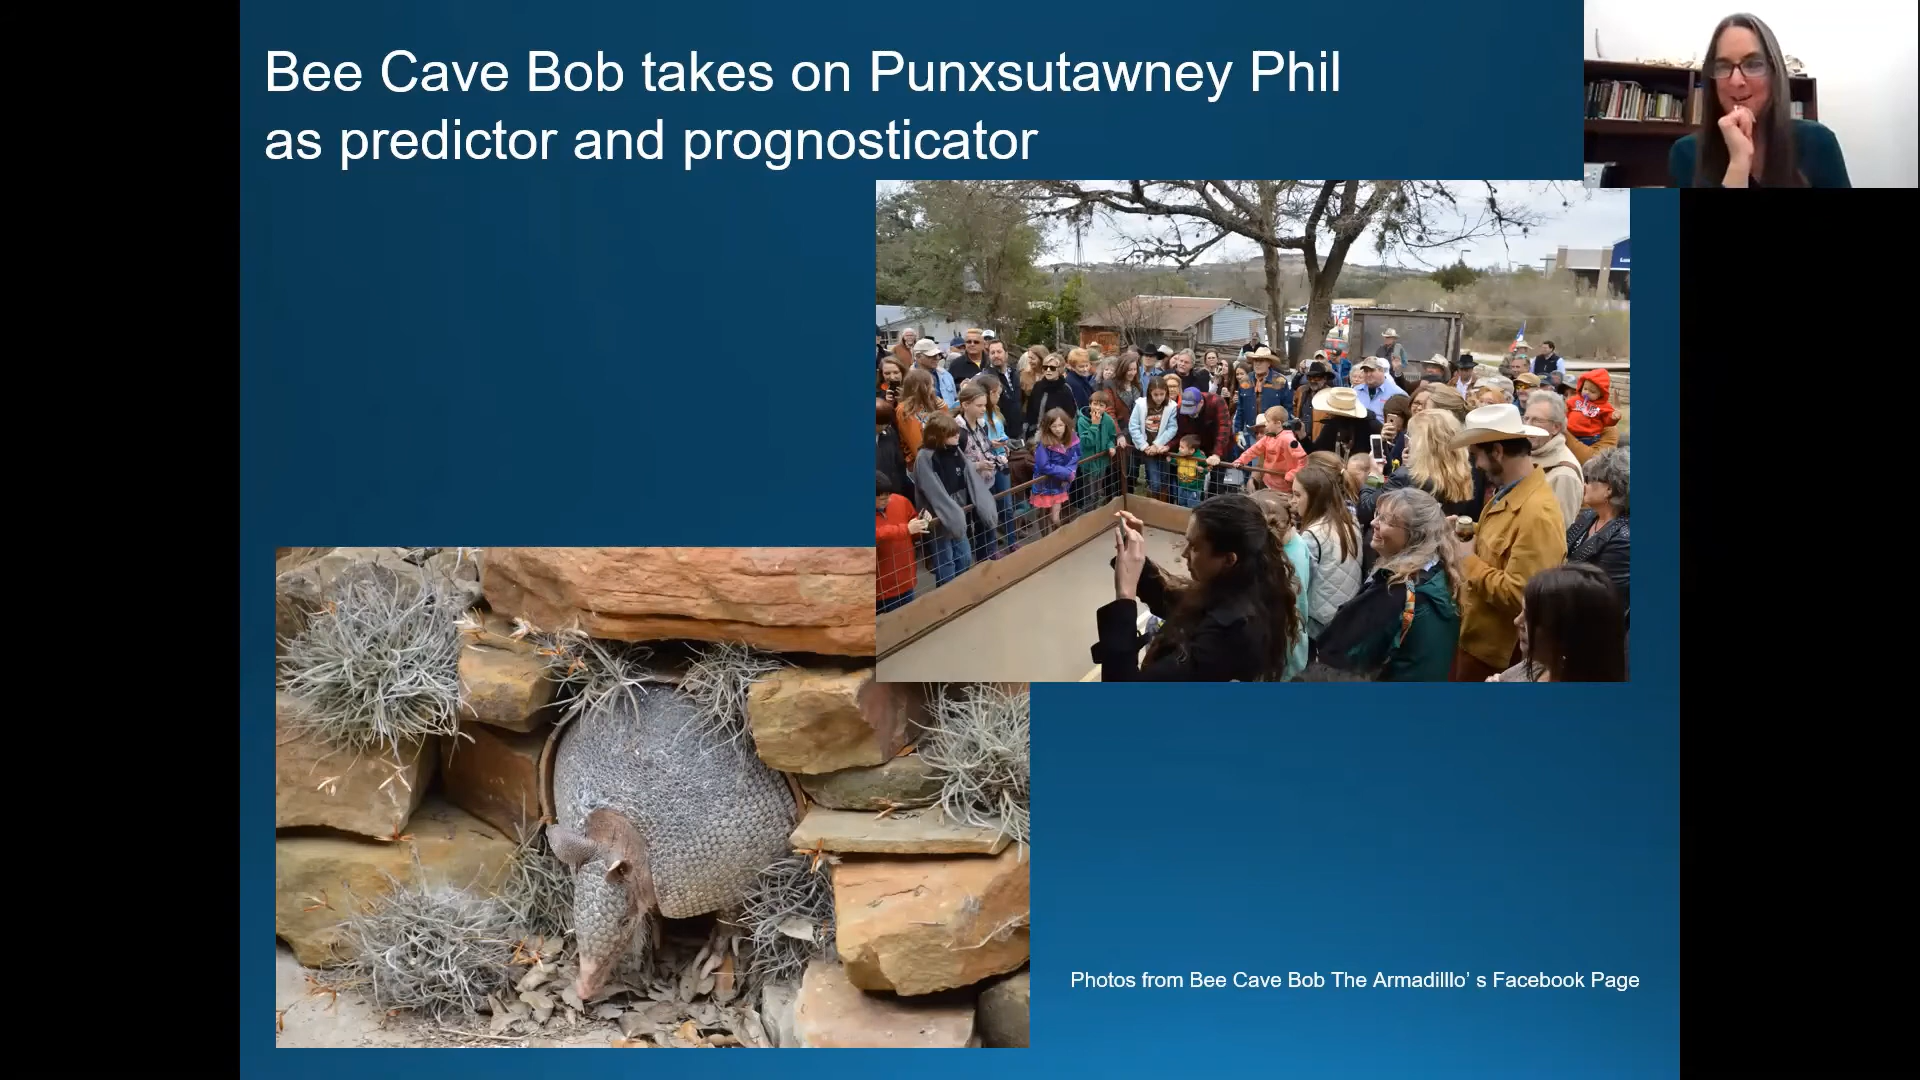 Bee Cave Bob takes on Punxsutawney Phil
as predictor and prognosticator
Photos from Bee Cave Bob The Armadilllo’ s Facebook Page